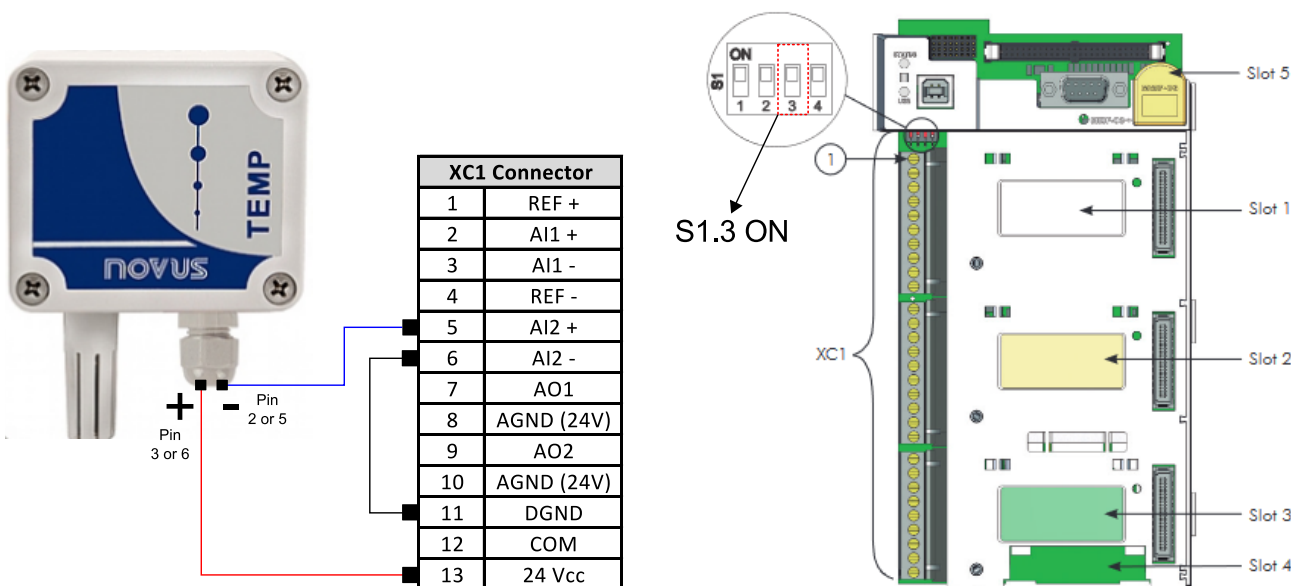 TEMP
NOVUS
+
-
Pin
2 or 5
Pin
3 or 6
XC1 Connector
1 REF +
2 AI1 +
3 AI1 -
4 REF -
5 AI2 +
6 AI2 -
7 AO1
8 AGND (24V)
9 AO2
10 AGND (24V)
11 DGND
12 COM
13 24 Vcc
ON
S1
1 2 3 4
S1.3 ON
STATUS
USB
1
XC1
Slot 5
Slot 1
Slot 2
Slot 3
Slot 4